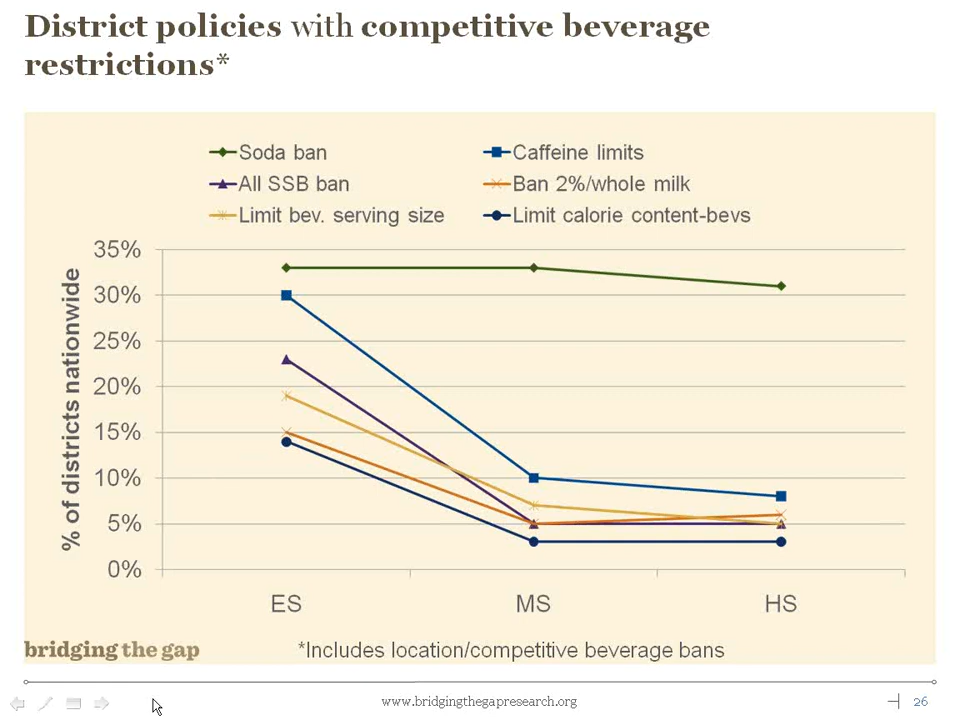 District policies with competitive beverage
restrictions*
Soda ban
Caffeine limits
All SSB ban
Ban 2%/whole milk
Limit bev. serving size
Limit calorie content-bevs
% of districts nationwide
35%
30%
25%
20%
15%
10%
5%
0%
ES
MS
HS
bridging the gap
*Includes location/competitive beverage bans
www.bridgingthegapresearch.org
26